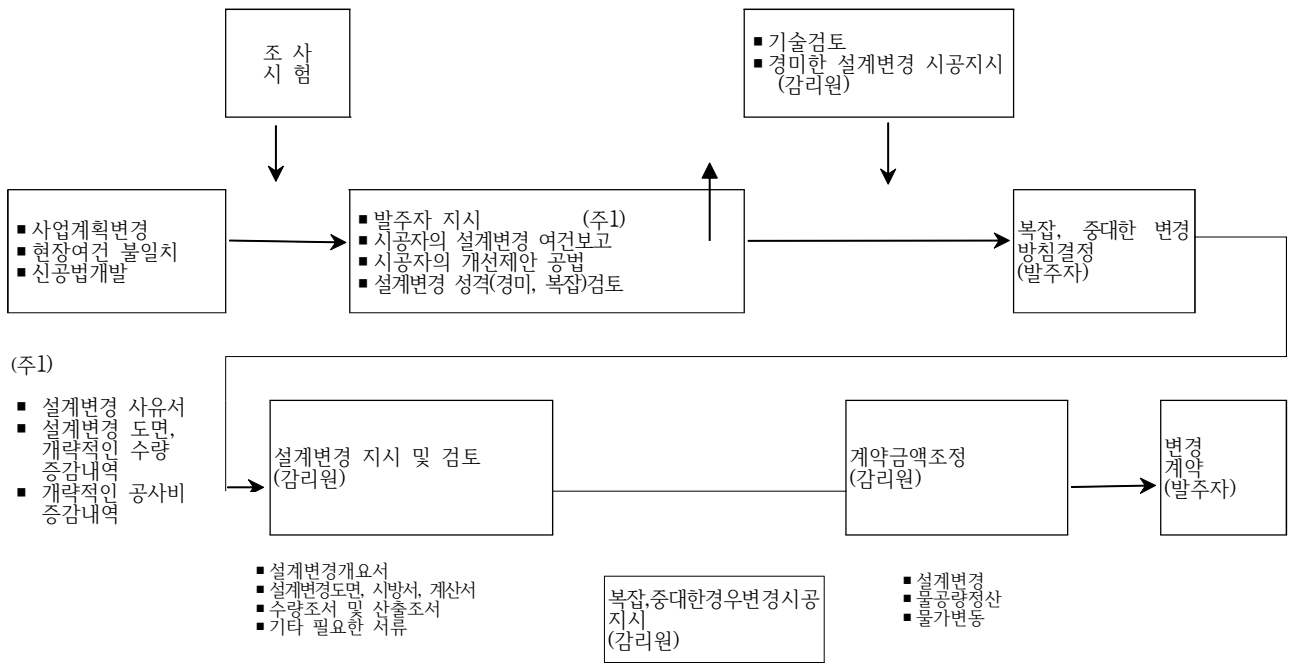 조 사
시 험
■ 기술검토
■ 경미한 설계변경 시공지시
(감리원)
■ 사업계획변경
■ 현장여건 불일치
■ 신공법개발
■ 발주자 지시 (주1)
■ 시공자의 설계변경 여건보고
■ 시공자의 개선제안 공법
■ 설계변경 성격(경미, 복잡)검토
복잡, 중대한 변경
방침결정
(발주자)
(주1)
■ 설계변경 사유서
■ 설계변경 도면,
개략적인 수량
증감내역
■ 개략적인 공사비
증감내역
설계변경 지시 및 검토
(감리원)
계약금액조정
(감리원)
변경
계약
(발주자)
■ 설계변경개요서
■ 설계변경도면, 시방서, 계산서
■ 수량조서 및 산출조서
■ 기타 필요한 서류
복잡,중대한경우변경시공
지시
(감리원)
■ 설계변경
■ 물공량정산
■ 물가변동